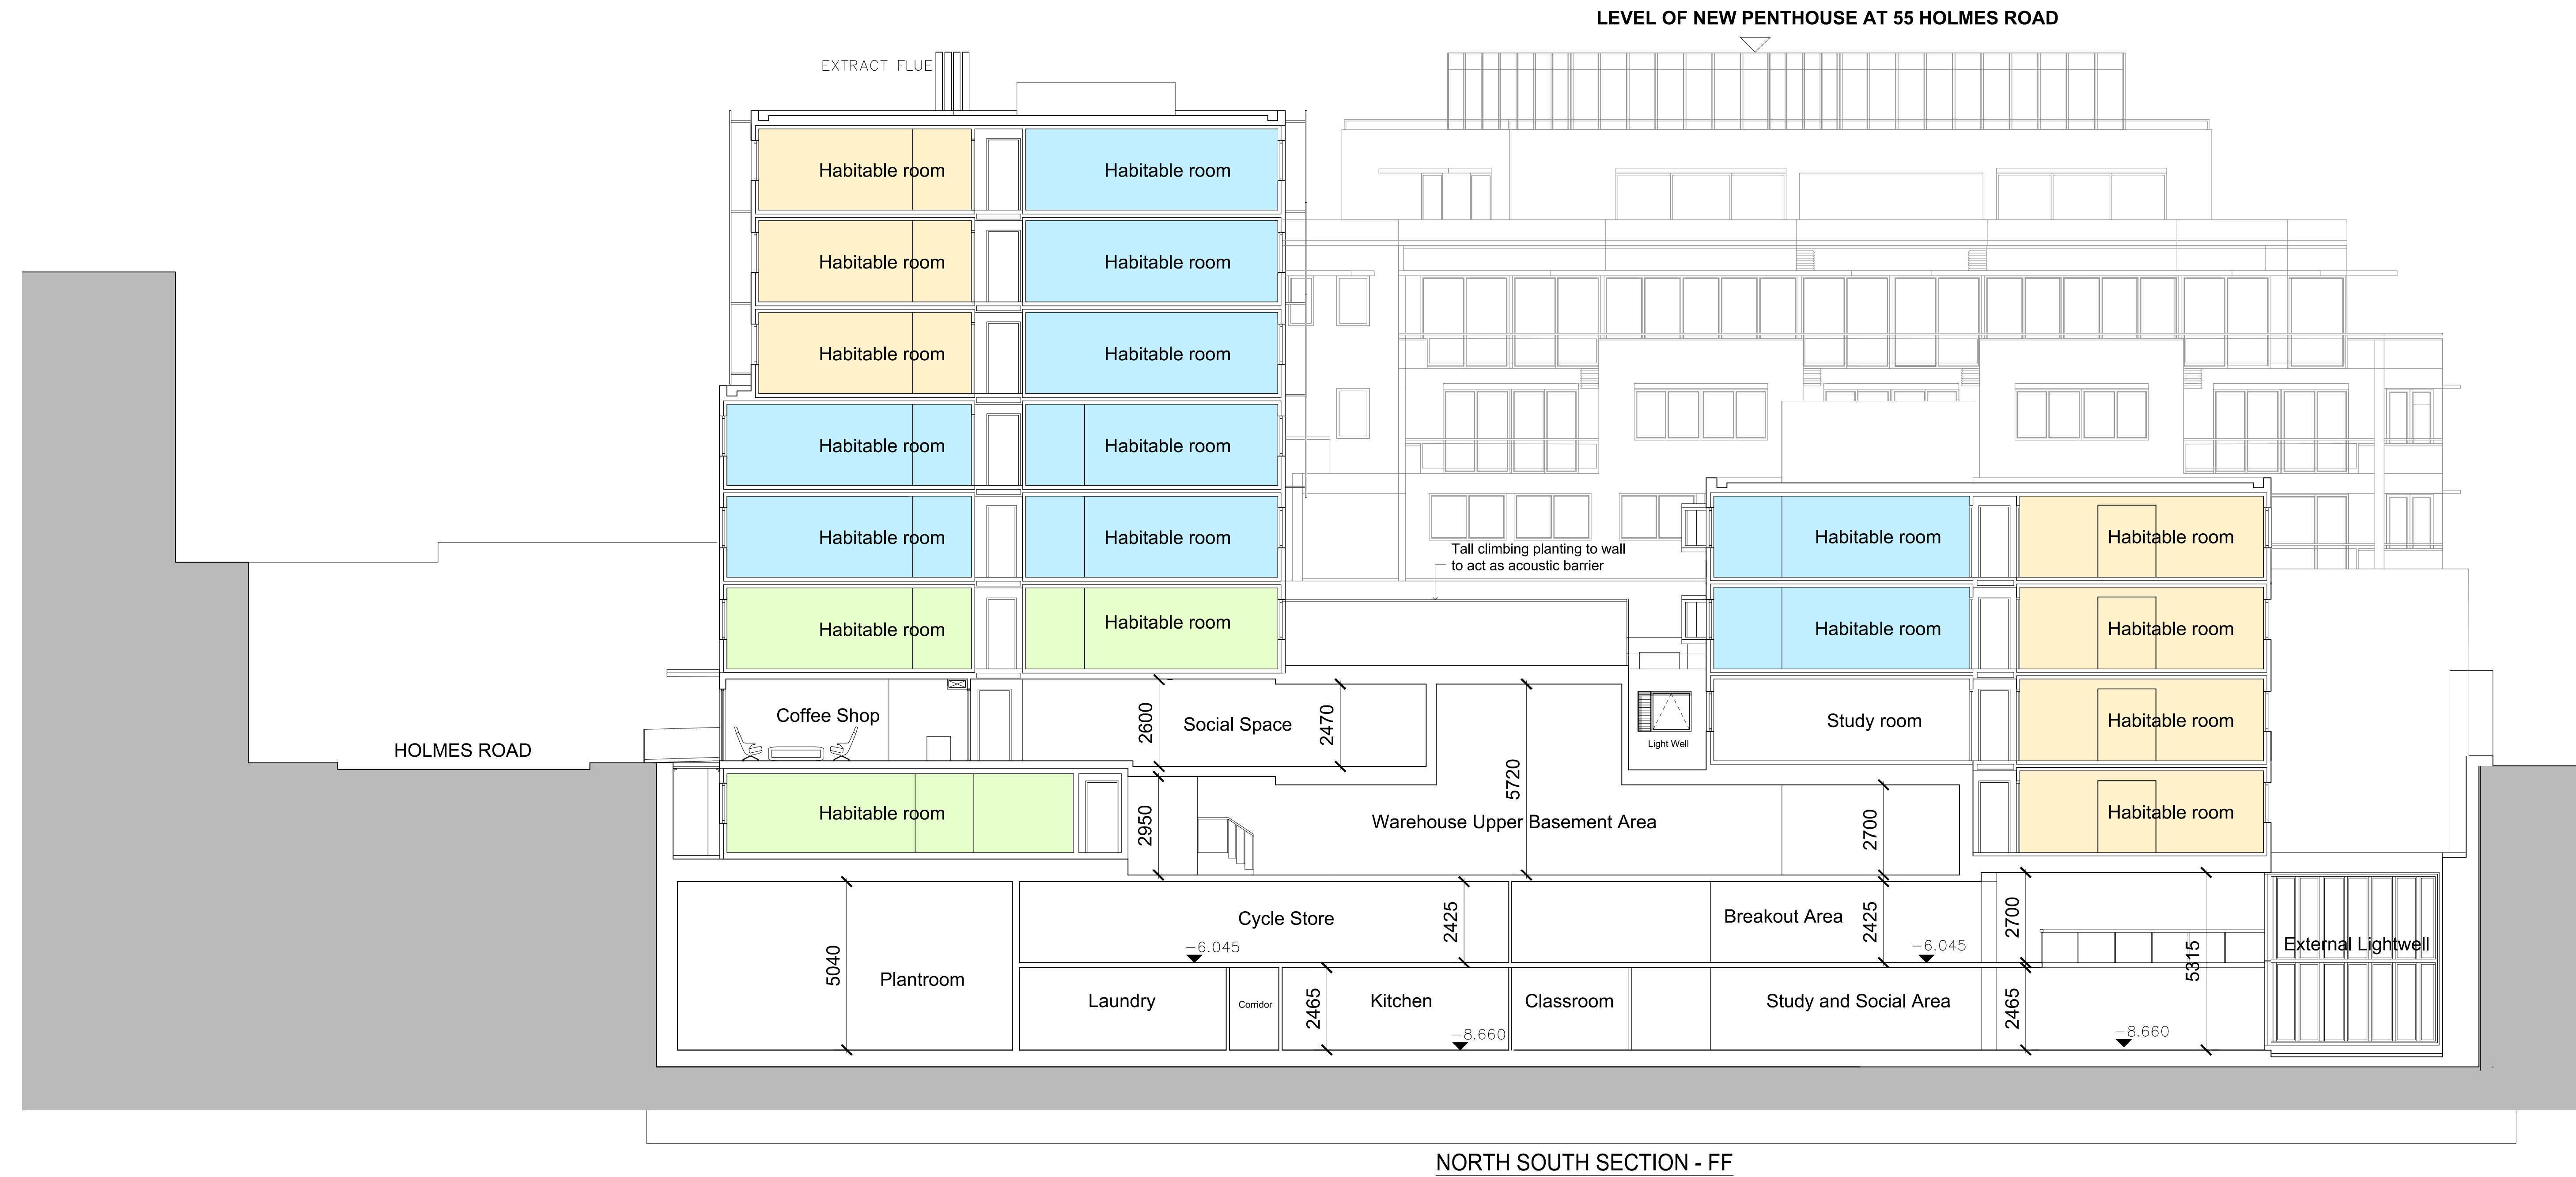 LEVEL OF NEW PENTHOUSE AT 55 HOLMES ROAD
EXTRACT FLUE
Habitable room
Habitable room
Habitable room
Habitable room
Habitable room
Habitable room
Habitable room
Habitable room
Habitable room
Habitable room
Habitable room
Habitable room
Tall climbing planting to wall
to act as acoustic barrier
Habitable room
Habitable room
Habitable room
Habitable room
HOLMES ROAD
Coffee Shop
2600
Social Space
2470
5720
Light Well
Study room
Habitable room
Habitable room
2950
Warehouse Upper Basement Area
2700
Habitable room
5040
Plantroom
Cycle Store
-6.045
2425
Breakout Area
2425
-6.045
2700
5315
External Lightwell
Laundry
Corridor
2465
Kitchen
-8.660
Classroom
Study and Social Area
2465
-8.660
NORTH SOUTH SECTION - FF